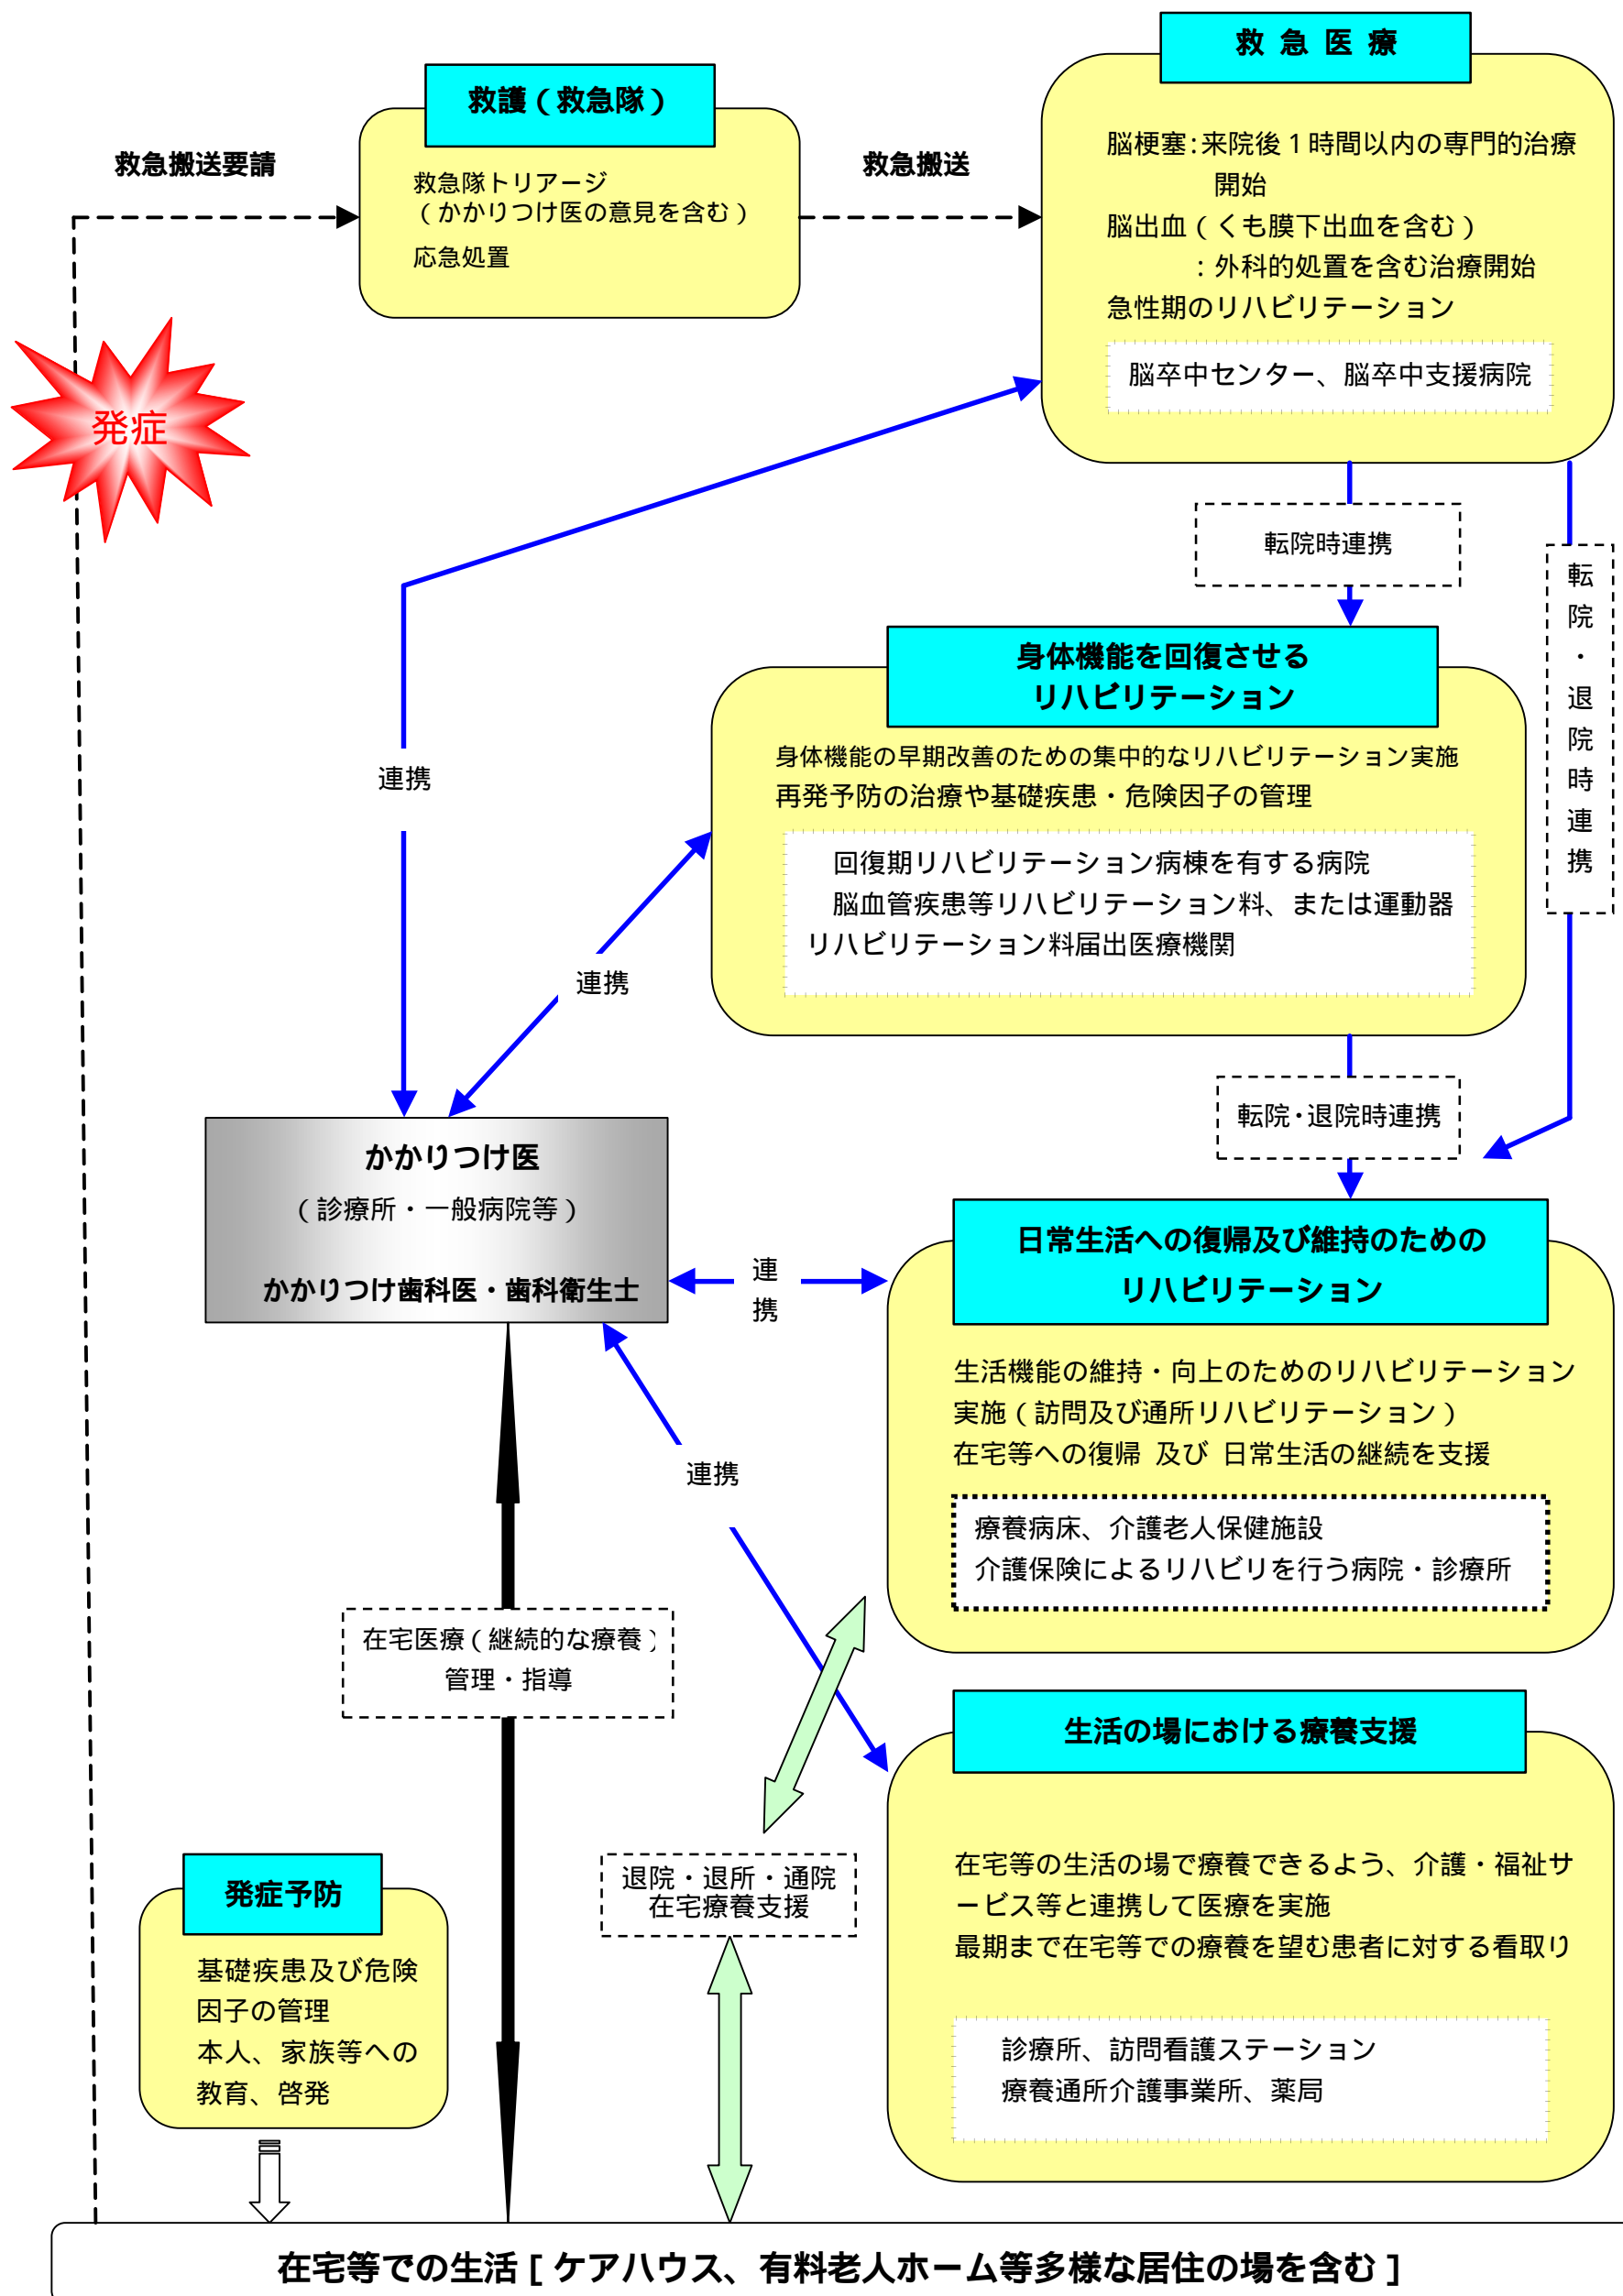 救 急 医 療
救護（救急隊）
救急搬送要請
救急隊トリアージ
（かかりつけ医の意見を含む）
応急処置
救急搬送
脳梗塞:来院後１時間以内の専門的治療
開始
脳出血（くも膜下出血を含む）
：外科的処置を含む治療開始
急性期のリハビリテーション
脳卒中センター、脳卒中支援病院
発症
転院時連携
転院・退院時連携
身体機能を回復させる
リハビリテーション
身体機能の早期改善のための集中的なリハビリテーション実施
再発予防の治療や基礎疾患・危険因子の管理
回復期リハビリテーション病棟を有する病院
脳血管疾患等リハビリテーション料、または運動器
リハビリテーション料届出医療機関
連携
連携
転院･退院時連携
かかりつけ医
（診療所・一般病院等）
かかりつけ歯科医・歯科衛生士
連携
日常生活への復帰及び維持のための
リハビリテーション
生活機能の維持・向上のためのリハビリテーション
実施（訪問及び通所リハビリテーション）
在宅等への復帰 及び 日常生活の継続を支援
療養病床、介護老人保健施設
介護保険によるリハビリを行う病院・診療所
連携
在宅医療（継続的な療養）
管理・指導
生活の場における療養支援
在宅等の生活の場で療養できるよう、介護・福祉サ
ービス等と連携して医療を実施
最期まで在宅等での療養を望む患者に対する看取り
診療所、訪問看護ステーション
療養通所介護事業所、薬局
退院・退所・通院
在宅療養支援
発症予防
基礎疾患及び危険
因子の管理
本人、家族等への
教育、啓発
在宅等での生活［ケアハウス、有料老人ホーム等多様な居住の場を含む］